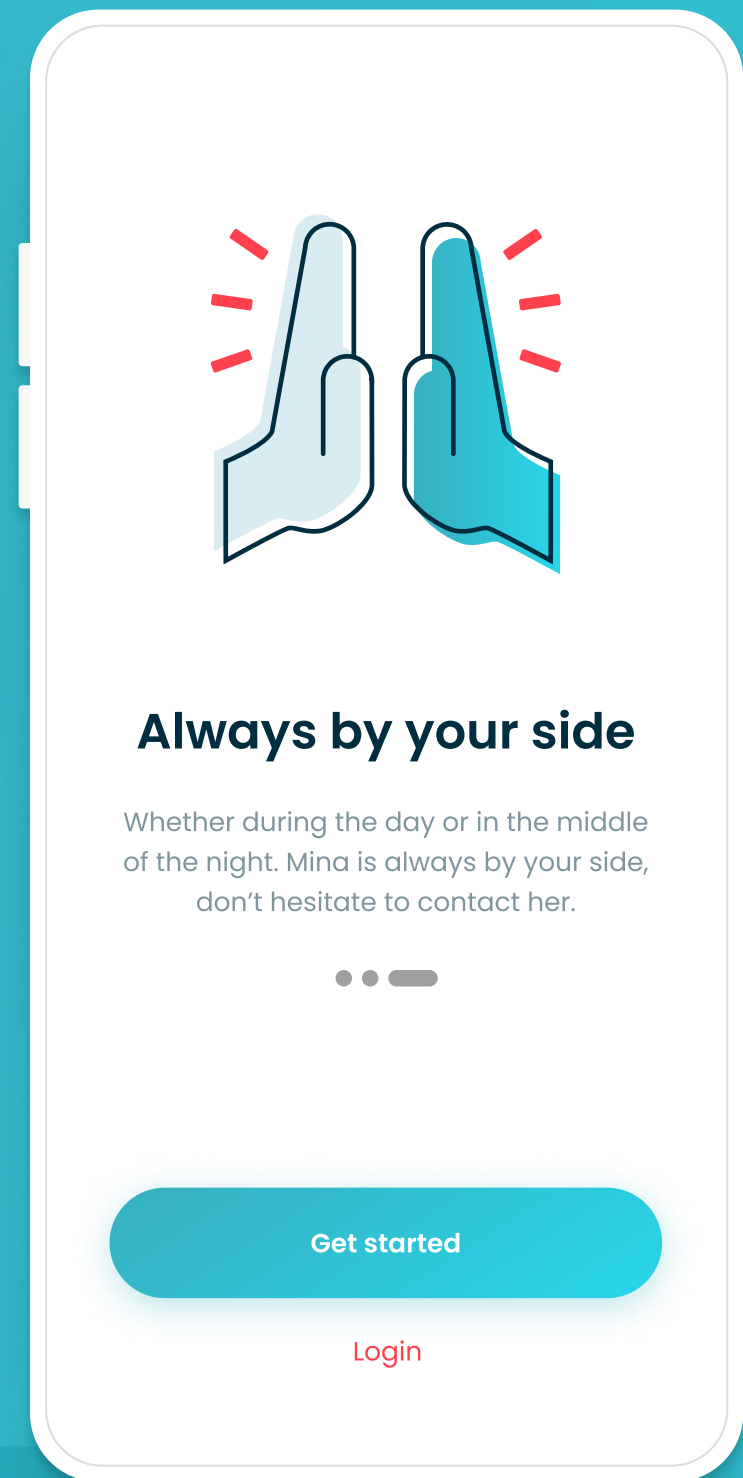 Always by your side
Whether during the day or in the middle
of the night. Mina is always by your side,
don’t hesitate to contact her.
Get started
Login